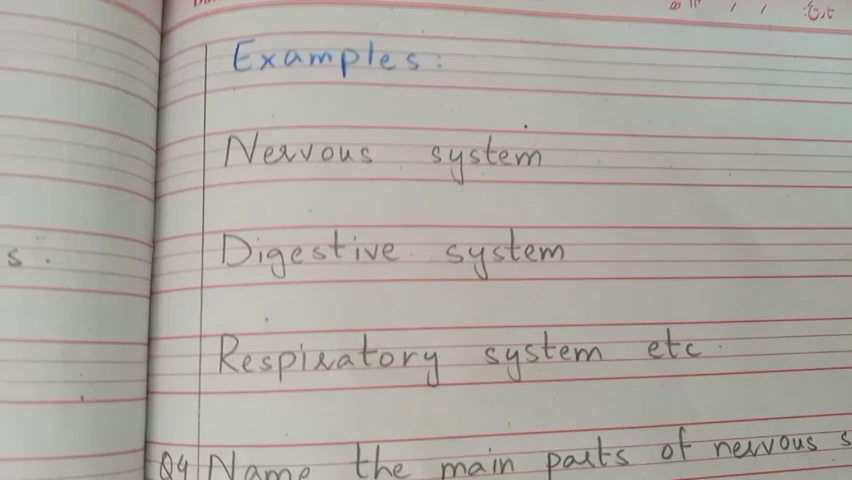 Examples:
Nervous system
Digestive system
s.
Respiratory system etc.
Q4 Name the main parts of nervous s